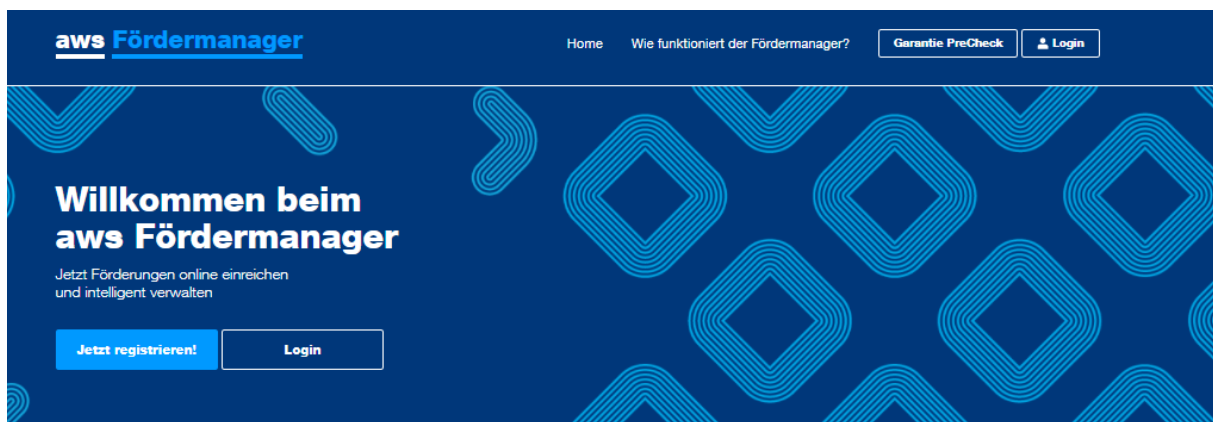 aws Fördermanager
Home Wie funktioniert der Fördermanager? Garantie PreCheck Login
Willkommen beim
aws Fördermanager
Jetzt Förderungen online einreichen
und intelligent verwalten
Jetzt registrieren! Login